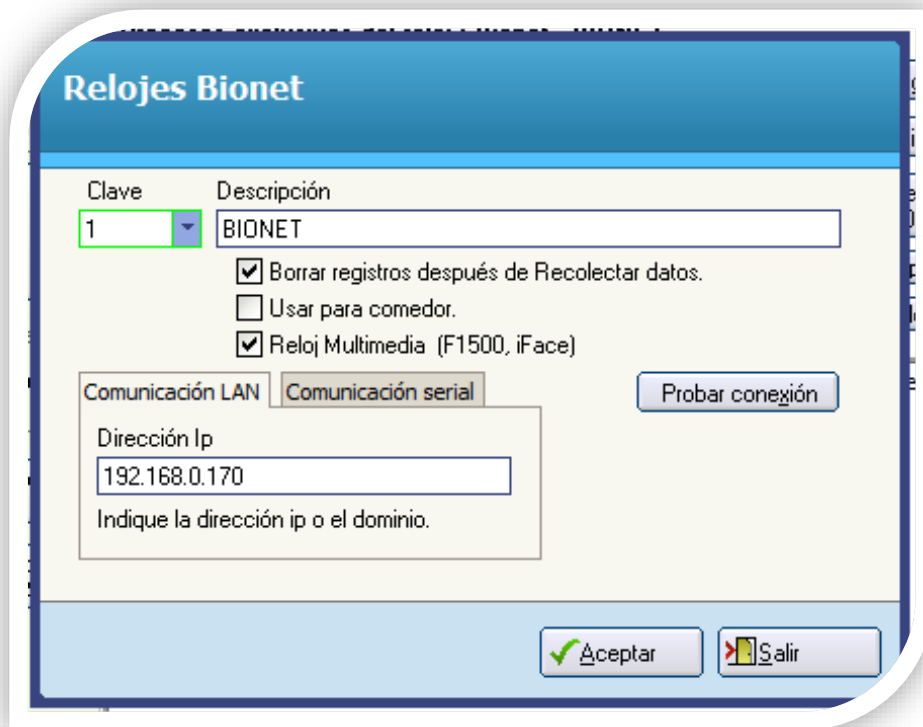 Relojes Bionet
Clave Descripción
1 BIONET
Borrar registros después de Recolectar datos.
Usar para comedor.
Reloj Multimedia (F1500, iFace)
Comunicación LAN Comunicación serial Probar conexión
Dirección Ip
192.168.0.170
Indique la dirección ip o el dominio.
Aceptar Salir